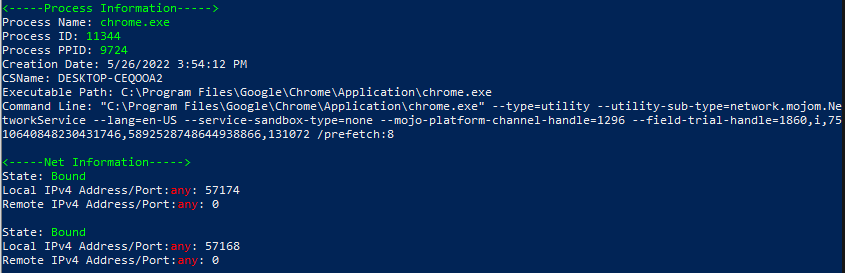 <-----Process Information----->
Process Name: chrome.exe
Process ID: 11344
Process PPID: 9724
Creation Date: 5/26/2022 3:54:12 PM
CSName: DESKTOP-CEQOOA2
Executable Path: C:\Program Files\Google\Chrome\Application\chrome.exe
Command Line: "C:\Program Files\Google\Chrome\Application\chrome.exe" --type=utility --utility-sub-type=network.mojom.Ne
tworkService --lang=en-US --service-sandbox-type=none --mojo-platform-channel-handle=1296 --field-trial-handle=1860,i,75
10640848230431746,5892528748644938866,131072 /prefetch:8
<-----Net Information----->
State: Bound
Local IPv4 Address/Port:any: 57174
Remote IPv4 Address/Port:any: 0
State: Bound
Local IPv4 Address/Port:any: 57168
Remote IPv4 Address/Port:any: 0